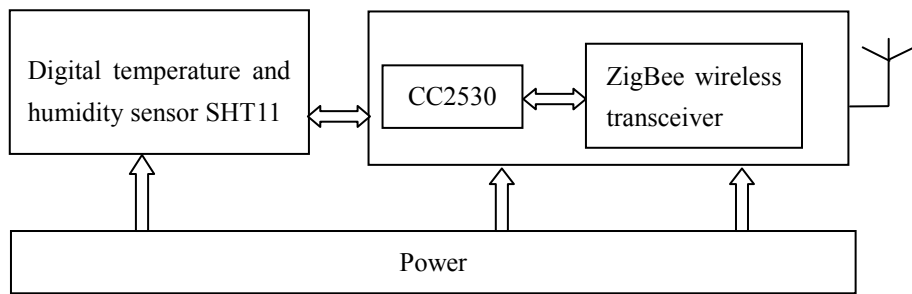 Digital temperature and
humidity sensor SHT11
CC2530
ZigBee wireless
transceiver
Power